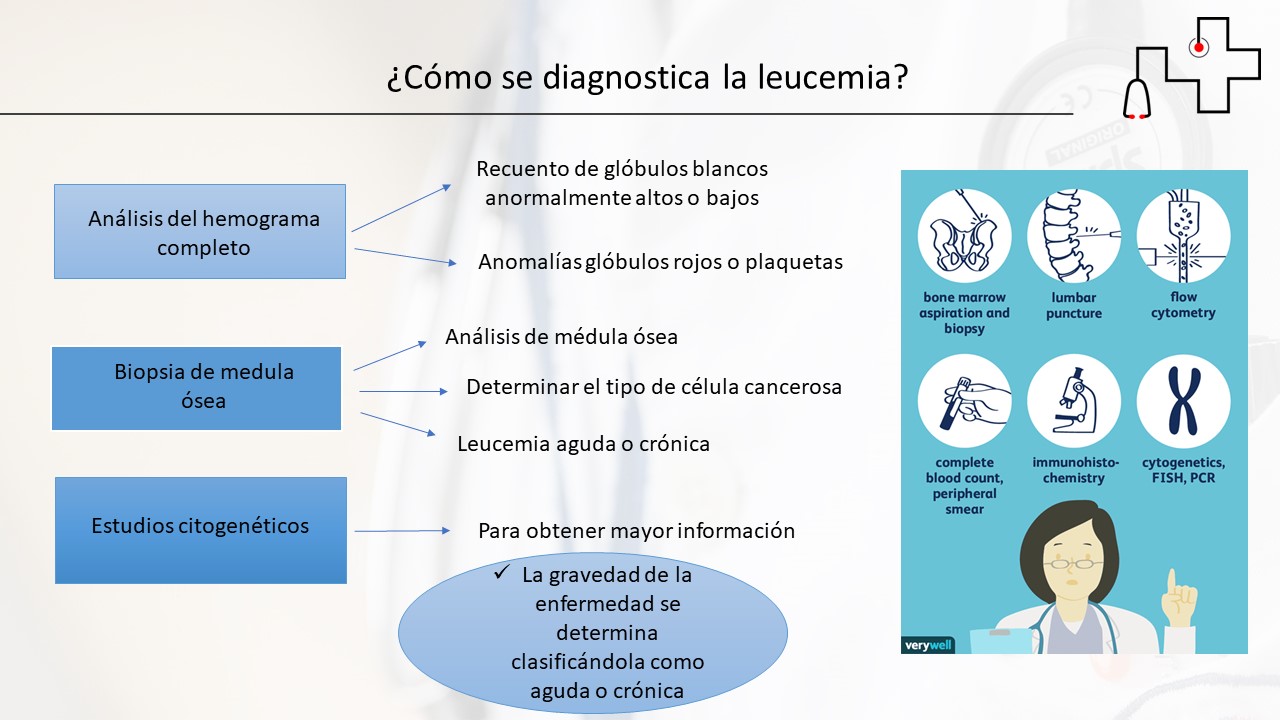 ¿Cómo se diagnostica la leucemia?
Análisis del hemograma
completo
Recuento de glóbulos blancos
anormalmente altos o bajos
Anomalías glóbulos rojos o plaquetas
Biopsia de medula
ósea
Análisis de médula ósea
Determinar el tipo de célula cancerosa
Leucemia aguda o crónica
Estudios citogenéticos
Para obtener mayor información
✓ La gravedad de la
enfermedad se
determina
clasificándola como
aguda o crónica
bone marrow
aspiration and
biopsy
lumbar
puncture
flow
cytometry
complete
blood count,
peripheral
smear
immunohisto-
chemistry
cytogenetics,
FISH, PCR
verywell
ORIGINAL